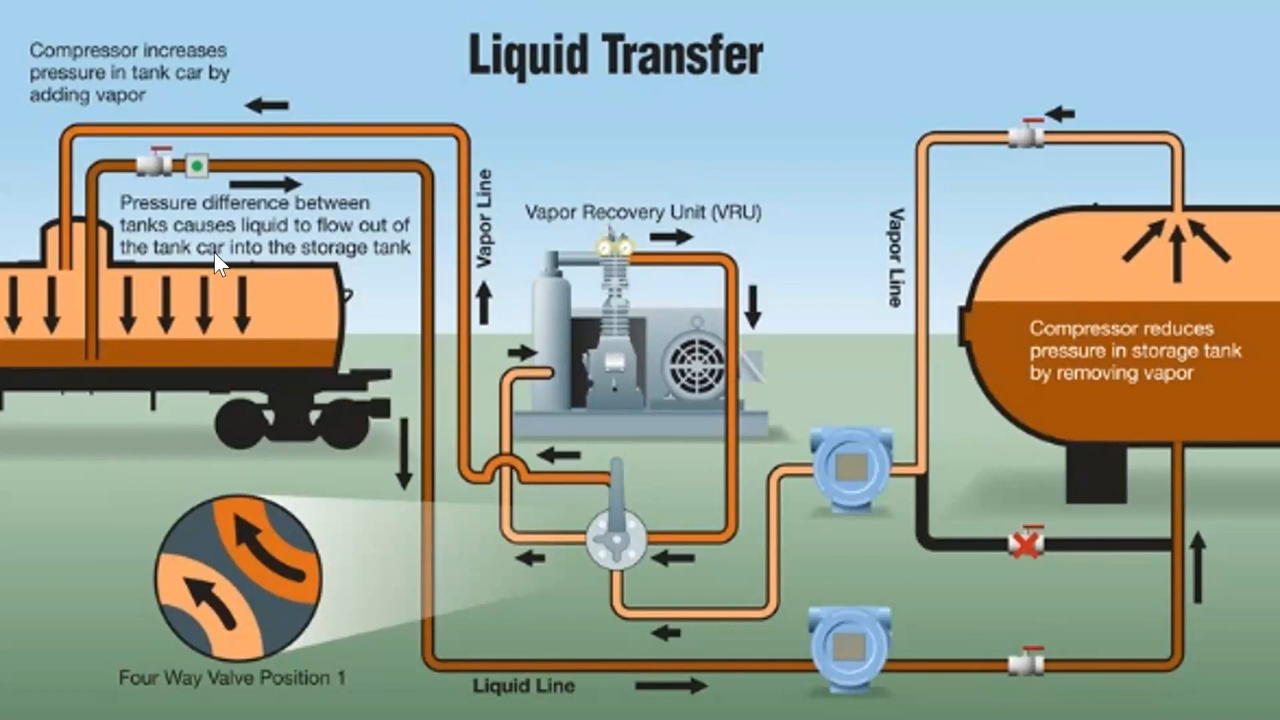 Liquid Transfer
Compressor increases
pressure in tank car by
adding vapor
Pressure difference between
tanks causes liquid to flow out of
the tank car into the storage tank
Vapor Line
Vapor Recovery Unit (VRU)
Vapor Line
Compressor reduces
pressure in storage tank
by removing vapor
Four Way Valve Position 1
Liquid Line